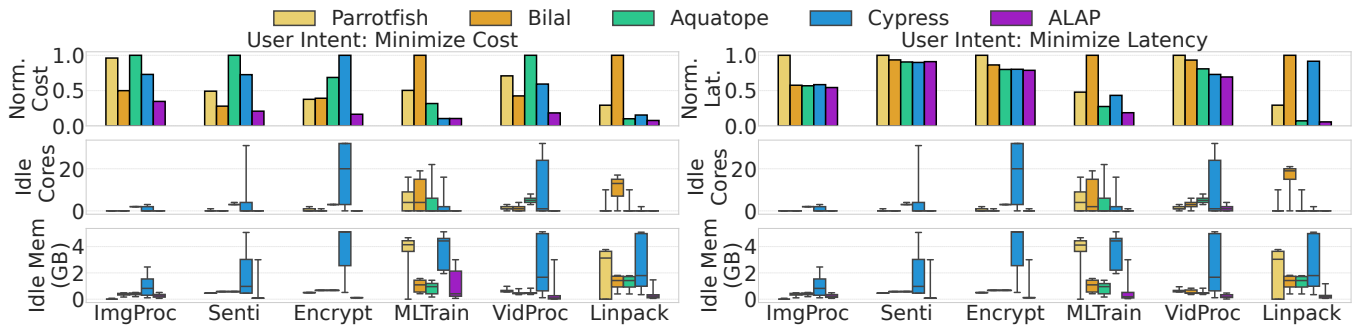 Parrotfish Bilal Aquatope Cypress ALAP
User Intent: Minimize Cost
Norm. Cost
1.0
0.5
0.0
Idle Cores
20
0
Idle Mem (GB)
4
2
0
ImgProc Senti Encrypt MLTrain VidProc Linpack
User Intent: Minimize Latency
Norm. Lat.
1.0
0.5
0.0
Idle Cores
20
0
Idle Mem (GB)
4
2
0
ImgProc Senti Encrypt MLTrain VidProc Linpack